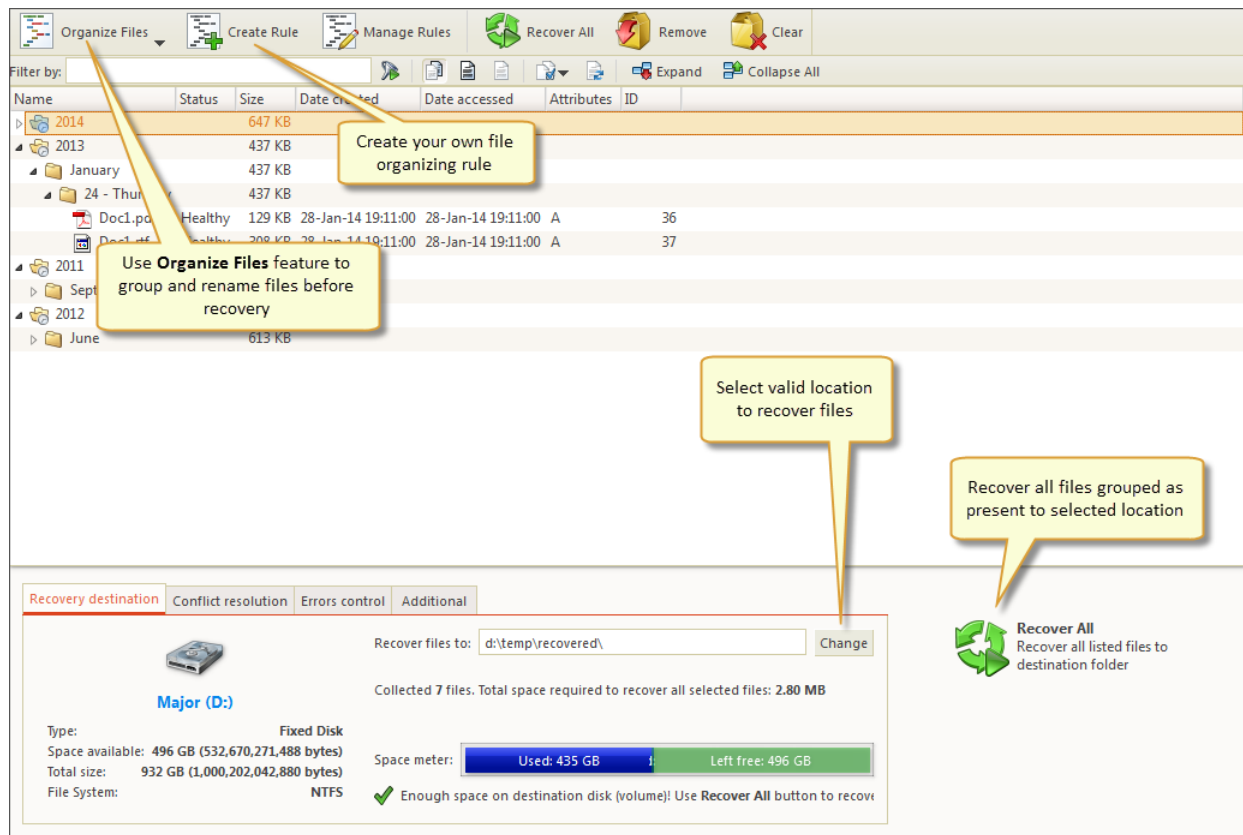 Organize Files Create Rule Manage Rules Recover All Remove Clear
Filter by: Expand Collapse All
Name Status Size Date created Date accessed Attributes ID
2014 647 KB
2013 437 KB
Create your own file
organizing rule
January 437 KB
24 - Thursday 437 KB
Doc1.pdf Healthy 129 KB 28-Jan-14 19:11:00 28-Jan-14 19:11:00 A 36
Doc1.rtf Healthy 308 KB 28-Jan-14 19:11:00 28-Jan-14 19:11:00 A 37
2011
Sept
Use Organize Files feature to
group and rename files before
recovery
2012
June 613 KB
Select valid location
to recover files
Recover all files grouped as
present to selected location
Recovery destination Conflict resolution Errors control Additional
Recover files to: d:\temp\recovered\ Change
Recover All
Recover all listed files to
destination folder
Collected 7 files. Total space required to recover all selected files: 2.80 MB
Major (D:)
Type: Fixed Disk
Space available: 496 GB (532,670,271,488 bytes)
Total size: 932 GB (1,000,202,042,880 bytes)
File System: NTFS
Space meter: Used: 435 GB Left free: 496 GB
Enough space on destination disk (volume)! Use Recover All button to recove